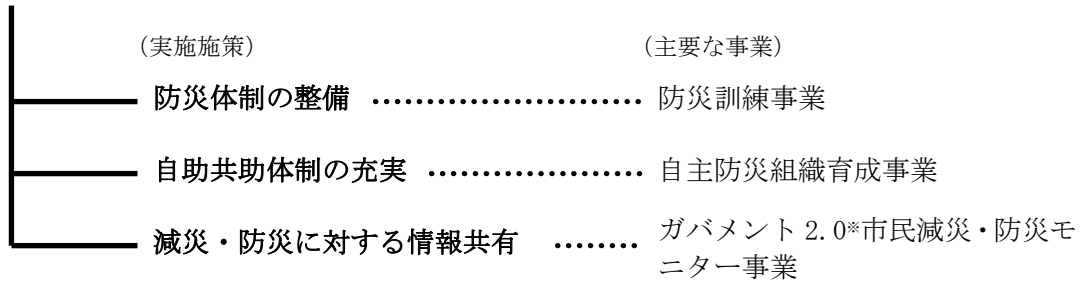 (実施施策) (主要な事業)
防災体制の整備 ························· 防災訓練事業
自助共助体制の充実 ···················· 自主防災組織育成事業
減災・防災に対する情報共有 ········ ガバメント 2.0※市民減災・防災モ
ニター事業